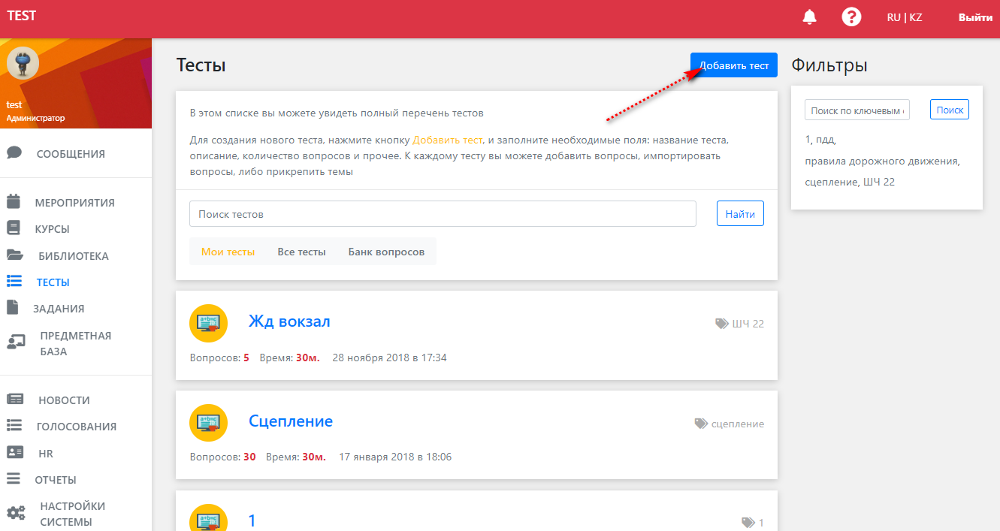 TEST
RU | KZ
Выйти
test
Администратор
СООБЩЕНИЯ
МЕРОПРИЯТИЯ
КУРСЫ
БИБЛИОТЕКА
ТЕСТЫ
ЗАДАНИЯ
ПРЕДМЕТНАЯ
БАЗА
НОВОСТИ
ГОЛОСОВАНИЯ
HR
ОТЧЕТЫ
НАСТРОЙКИ
СИСТЕМЫ
Тесты
Добавить тест
В этом списке вы можете увидеть полный перечень тестов
Для создания нового теста, нажмите кнопку Добавить тест, и заполните необходимые поля: название теста,
описание, количество вопросов и прочее. К каждому тесту вы можете добавить вопросы, импортировать
вопросы, либо прикрепить темы
Поиск тестов
Найти
Мои тесты Все тесты Банк вопросов
Жд вокзал
ШЧ 22
Вопросов: 5 Время: 30м. 28 ноября 2018 в 17:34
Сцепление
сцепление
Вопросов: 30 Время: 30м. 17 января 2018 в 18:06
1
1
Фильтры
Поиск по ключевым
Поиск
1, пдд,
правила дорожного движения,
сцепление, ШЧ 22